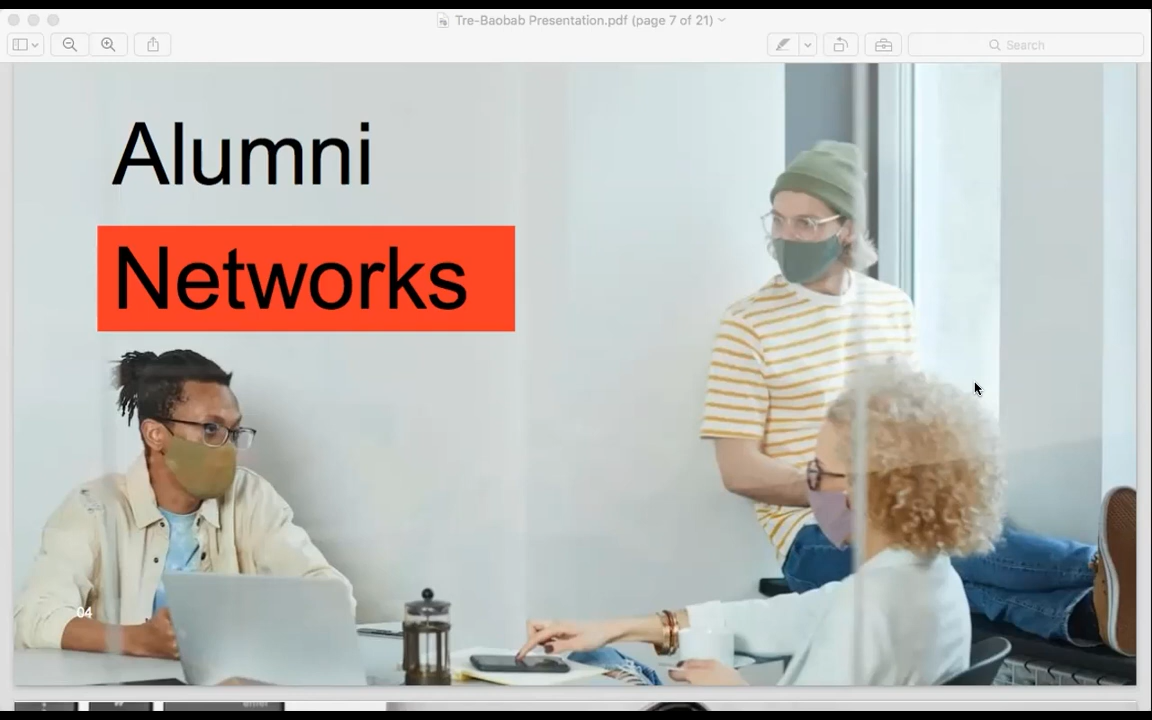 Tre-Baobab Presentation.pdf (page 7 of 21)
Search
Alumni
Networks
04